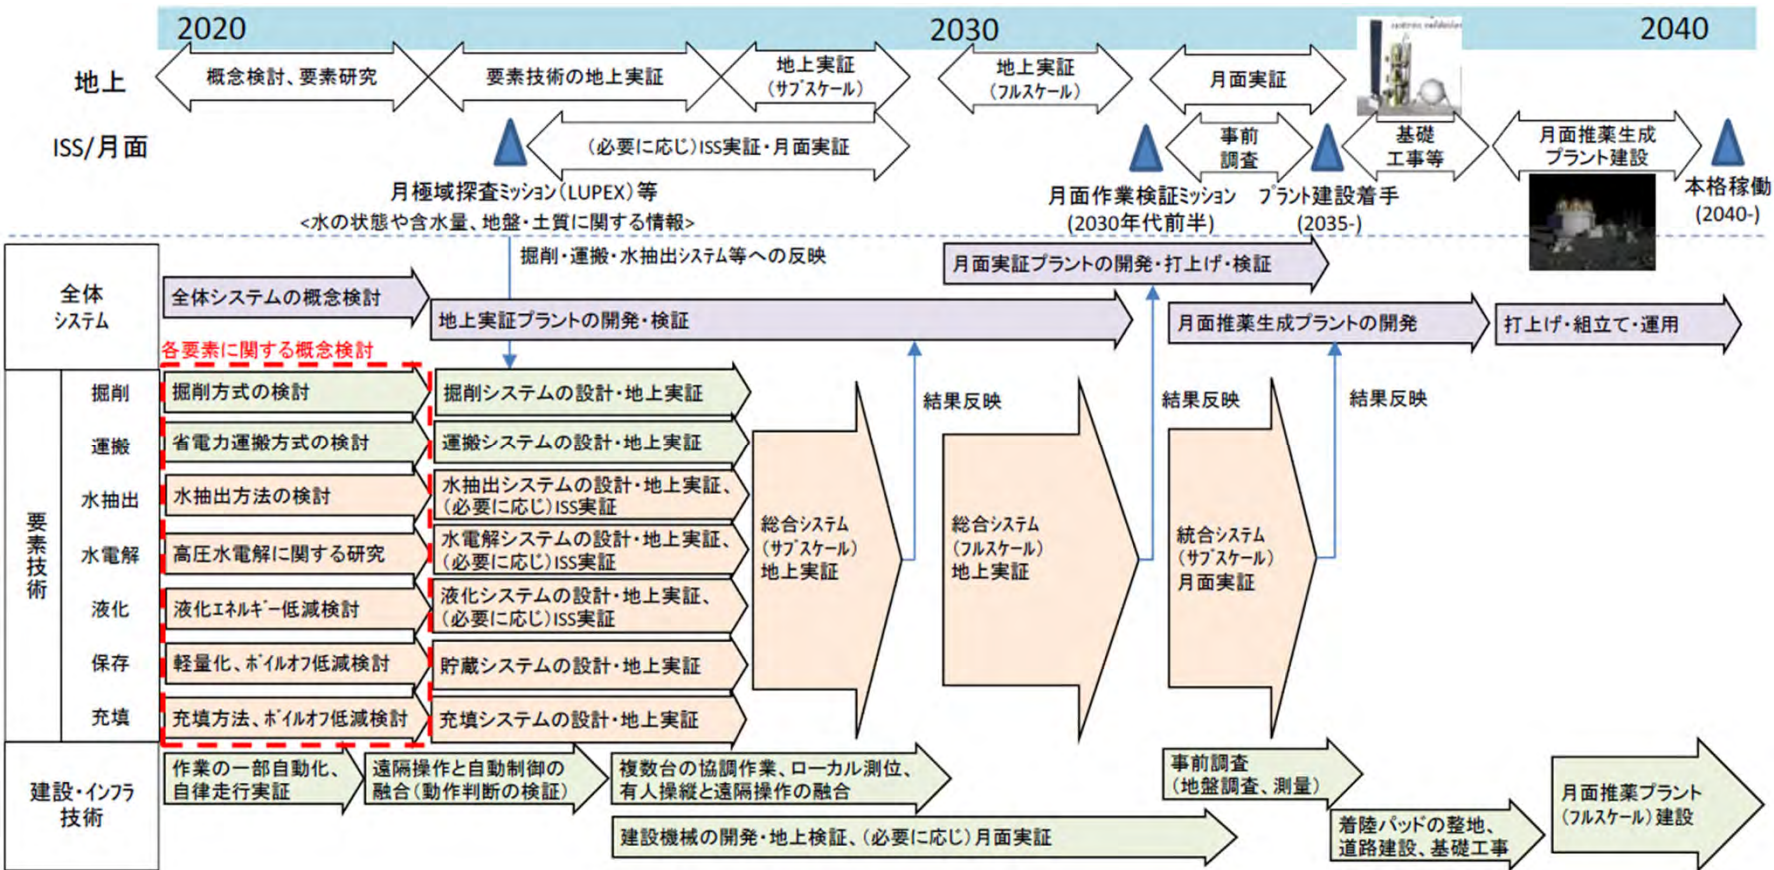 2020
2030
2040
地上
概念検討、要素研究
要素技術の地上実証
地上実証
(サブスケール)
地上実証
(フルスケール)
月面実証
ISS/月面
(必要に応じ)ISS実証・月面実証
事前
調査
基礎
工事等
月面推薬生成
プラント建設
月極域探査ミッション(LUPEX)等
<水の状態や含水量、地盤・土質に関する情報>
月面作業検証ミッション
(2030年代前半)
プラント建設着手
(2035-)
本格稼働
(2040-)
掘削・運搬・水抽出システム等への反映
全体
システム
全体システムの概念検討
地上実証プラントの開発・検証
月面実証プラントの開発・打上げ・検証
月面推薬生成プラントの開発
打上げ・組立て・運用
各要素に関する概念検討
要素技術
掘削
掘削方式の検討
掘削システムの設計・地上実証
運搬
省電力運搬方式の検討
運搬システムの設計・地上実証
水抽出
水抽出方法の検討
水抽出システムの設計・地上実証、
(必要に応じ)ISS実証
水電解
高圧水電解に関する研究
水電解システムの設計・地上実証、
(必要に応じ)ISS実証
液化
液化エネルギー低減検討
液化システムの設計・地上実証、
(必要に応じ)ISS実証
保存
軽量化、ボイルオフ低減検討
貯蔵システムの設計・地上実証
充填
充填方法、ボイルオフ低減検討
充填システムの設計・地上実証
総合システム
(サブスケール)
地上実証
結果反映
総合システム
(フルスケール)
地上実証
結果反映
統合システム
(サブスケール)
月面実証
結果反映
建設・インフラ
技術
作業の一部自動化、
自律走行実証
遠隔操作と自動制御の
融合(動作判断の検証)
複数台の協調作業、ローカル測位、
有人操縦と遠隔操作の融合
建設機械の開発・地上検証、(必要に応じ)月面実証
事前調査
(地盤調査、測量)
着陸パッドの整地、
道路建設、基礎工事
月面推薬プラント
(フルスケール)建設